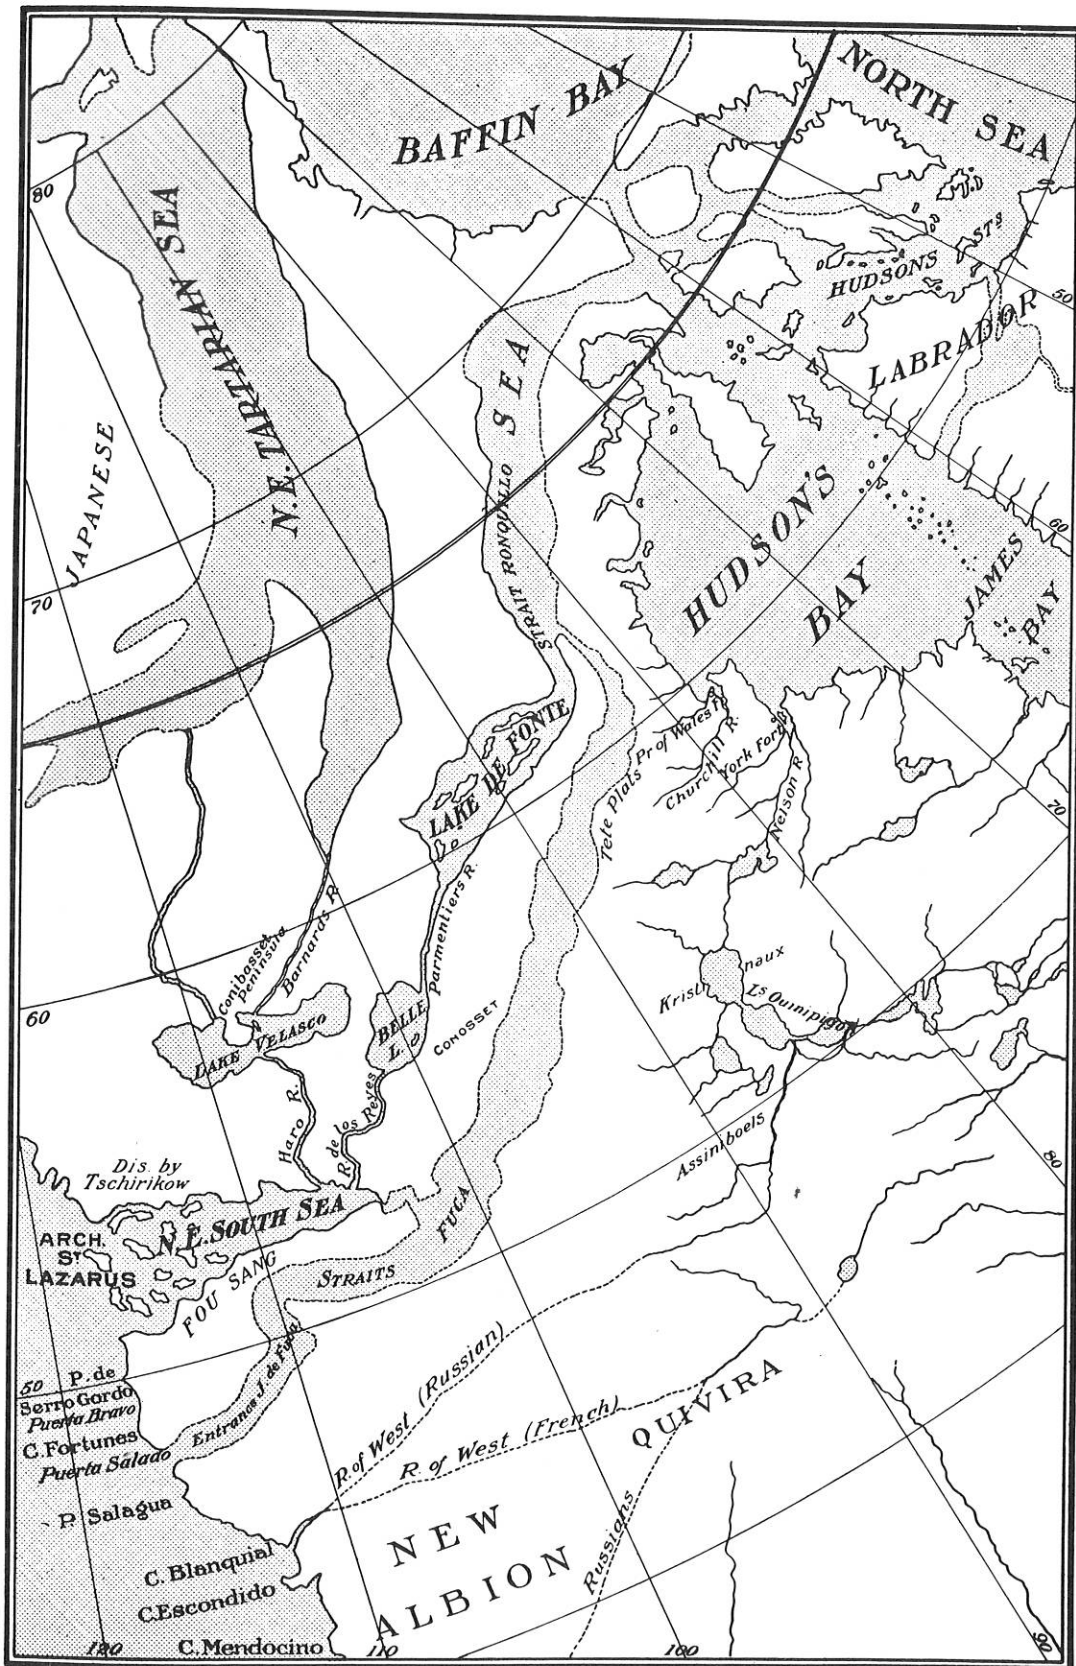 NORTH SEA
BAFFIN BAY
80
N.E. TARTARIAN SEA
HUDSONS STS
50
LABRADOR
JAPANESE
STRAIT RONQUILLO SEA
HUDSON'S
BAY
60
JAMES
BAY
70
LAKE DE FONTE
Pr of Wales Ft
Churchill R.
York Fort
Nelson R
70
Tete Plats
Parmentiers R.
Conibasset
Peninsula
Barnards R
60
LAKE VELASCO
BELLE
L.
COMOSSET
Kristinaux
Ls Ouinipigon
Haro R.
R de los Reyes
Assiniboels
80
Dis. by
Tschirikow
N.E. SOUTH SEA
ARCH.
ST
LAZARUS
FOU SANG
STRAITS
FUCA
50
P. de
Serro Gordo
Puerta Bravo
C. Fortunes
Puerta Salado
Entrance J. de Fuca
R. of West (Russian)
R. of West (French)
QUIVIRA
P. Salagua
NEW
ALBION
Russians
C. Blanquial
C. Escondido
C. Mendocino
120
110
100
90